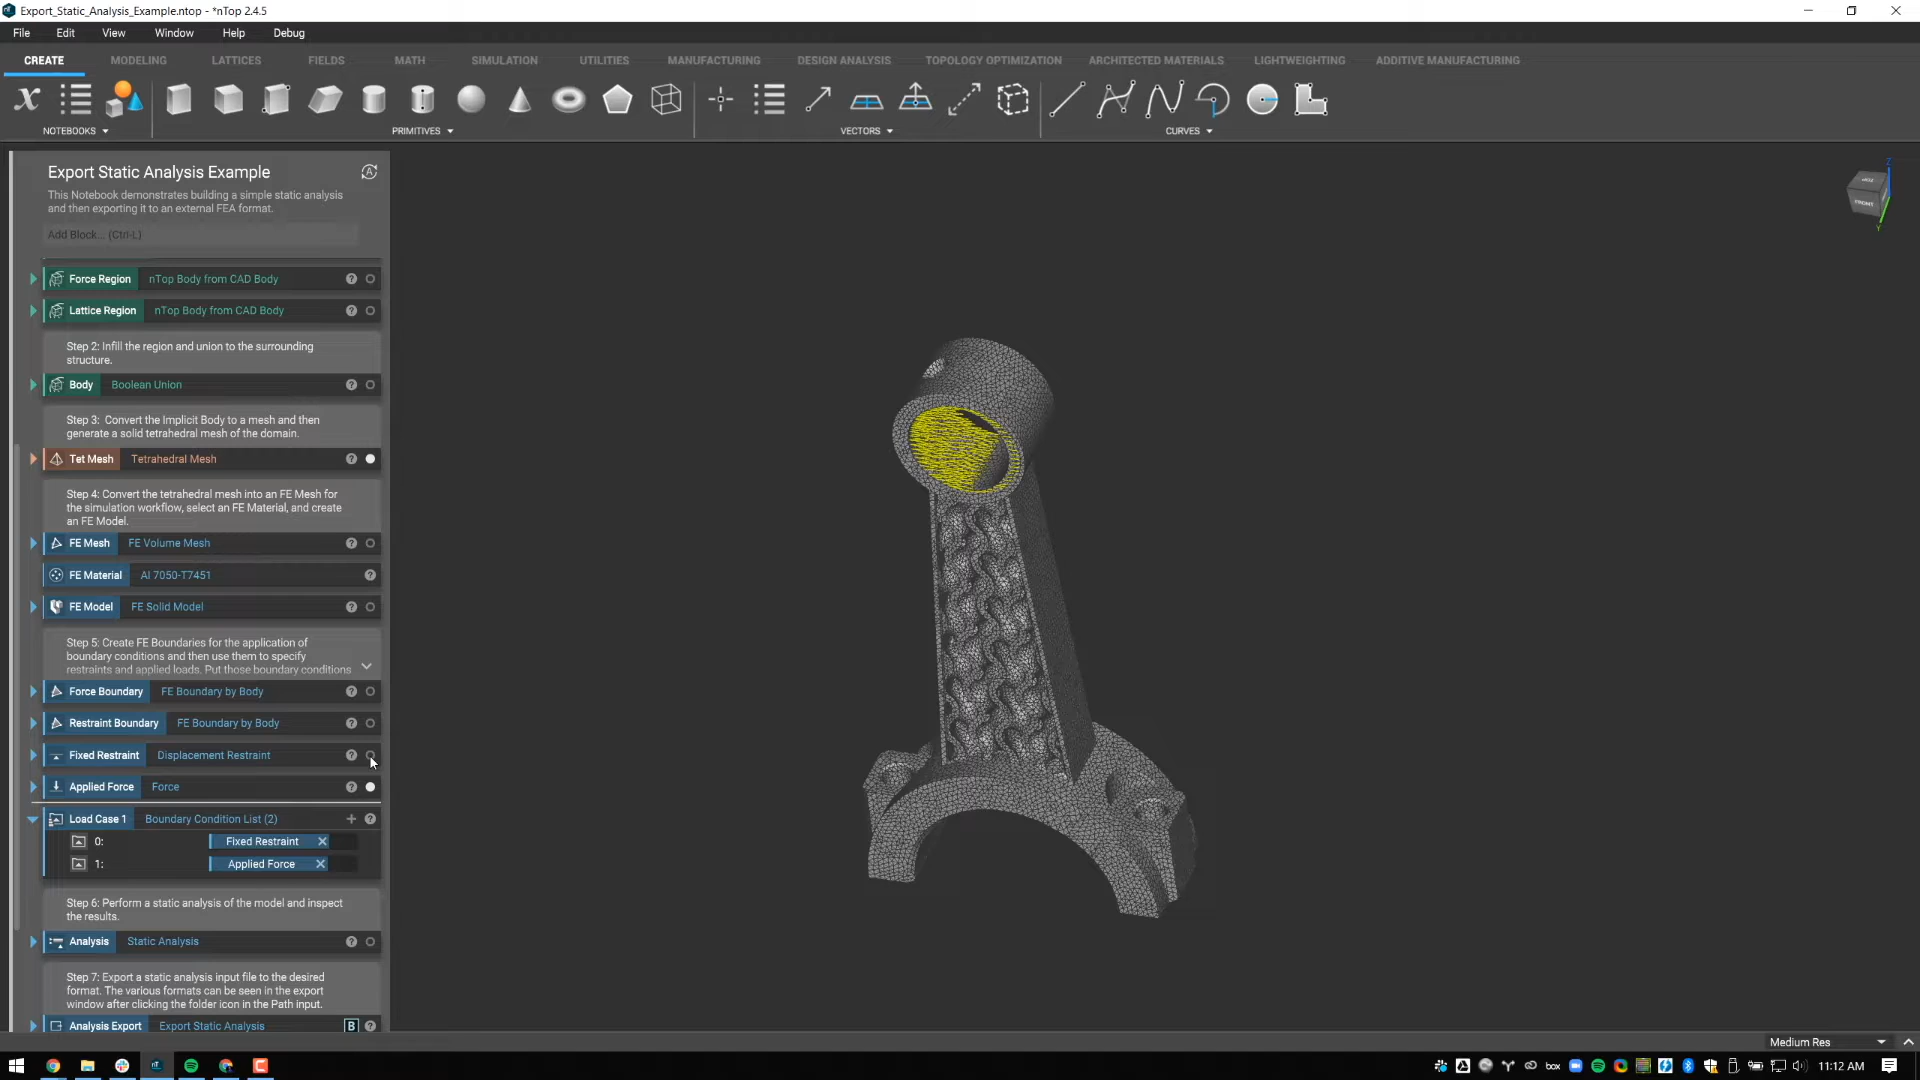 Export_Static_Analysis_Example.ntop - *nTop 2.4.5
File Edit View Window Help Debug
CREATE MODELING LATTICES FIELDS MATH SIMULATION UTILITIES MANUFACTURING DESIGN ANALYSIS TOPOLOGY OPTIMIZATION ARCHITECTED MATERIALS LIGHTWEIGHTING ADDITIVE MANUFACTURING
NOTEBOOKS PRIMITIVES VECTORS CURVES
Export Static Analysis Example
This Notebook demonstrates building a simple static analysis
and then exporting it to an external FEA format.
Add Block... (Ctrl-L)
Force Region nTop Body from CAD Body
Lattice Region nTop Body from CAD Body
Step 2: Infill the region and union to the surrounding
structure.
Body Boolean Union
Step 3: Convert the Implicit Body to a mesh and then
generate a solid tetrahedral mesh of the domain.
Tet Mesh Tetrahedral Mesh
Step 4: Convert the tetrahedral mesh into an FE Mesh for
the simulation workflow, select an FE Material, and create
an FE Model.
FE Mesh FE Volume Mesh
FE Material Al 7050-T7451
FE Model FE Solid Model
Step 5: Create FE Boundaries for the application of
boundary conditions and then use them to specify
restraints and applied loads. Put those boundary conditions
Force Boundary FE Boundary by Body
Restraint Boundary FE Boundary by Body
Fixed Restraint Displacement Restraint
Applied Force Force
Load Case 1 Boundary Condition List (2)
0: Fixed Restraint
1: Applied Force
Step 6: Perform a static analysis of the model and inspect
the results.
Analysis Static Analysis
Step 7: Export a static analysis input file to the desired
format. The various formats can be seen in the export
window after clicking the folder icon in the Path input.
Analysis Export Export Static Analysis B
Z
TOP
FRONT
Y
Medium Res
nT
box
11:12 AM